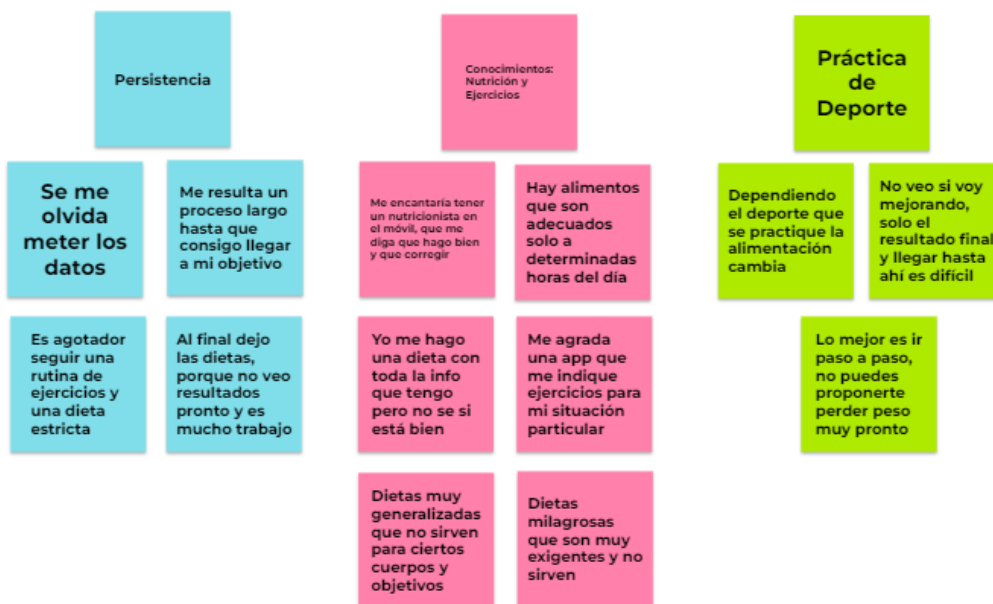 Persistencia
Se me
olvida
meter los
datos
Me resulta un
proceso largo
hasta que
consigo llegar
a mi objetivo
Es agotador
seguir una
rutina de
ejercicios y
una dieta
estricta
Al final dejo
las dietas,
porque no veo
resultados
pronto y es
mucho trabajo
Conocimientos:
Nutrición y
Ejercicios
Me encantaría tener
un nutricionista en
el móvil, que me
diga que hago bien
y que corregir
Hay alimentos
que son
adecuados
solo a
determinadas
horas del día
Yo me hago
una dieta con
toda la info
que tengo
pero no se si
está bien
Me agrada
una app que
me indique
ejercicios para
mi situación
particular
Dietas muy
generalizadas
que no sirven
para ciertos
cuerpos y
objetivos
Dietas
milagrosas
que son muy
exigentes y no
sirven
Práctica
de
Deporte
Dependiendo
el deporte que
se practique la
alimentación
cambia
No veo si voy
mejorando,
solo el
resultado final
y llegar hasta
ahí es difícil
Lo mejor es ir
paso a paso,
no puedes
proponerte
perder peso
muy pronto